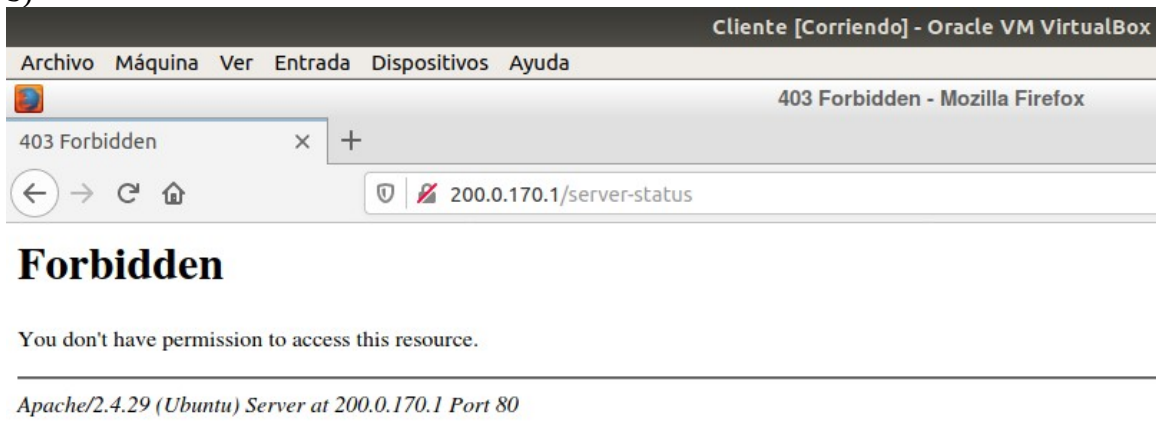 Cliente [Corriendo] - Oracle VM VirtualBox
Archivo Máquina Ver Entrada Dispositivos Ayuda
403 Forbidden - Mozilla Firefox
403 Forbidden
200.0.170.1/server-status
Forbidden
You don't have permission to access this resource.
Apache/2.4.29 (Ubuntu) Server at 200.0.170.1 Port 80